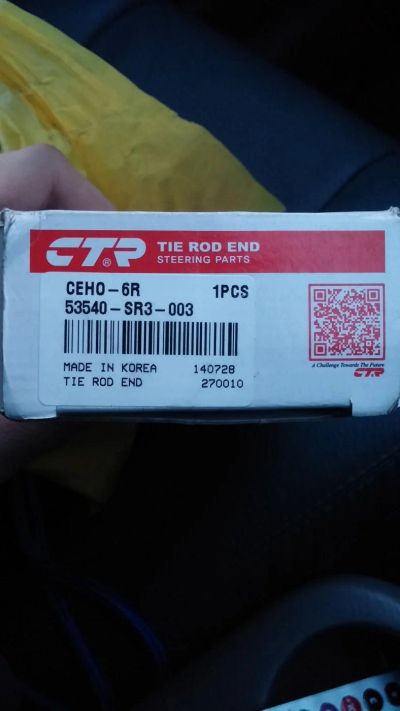 CTR® TIE ROD END
STEERING PARTS
CEHO-6R 1PCS
53540-SR3-003
MADE IN KOREA 140728
TIE ROD END 270010
A Challenge Towards The Future
CTR